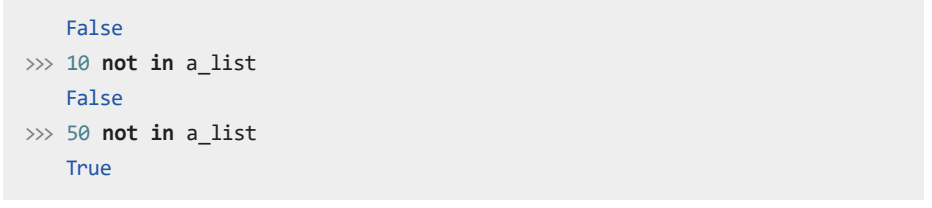 False
>>> 10 not in a_list
False
>>> 50 not in a_list
True